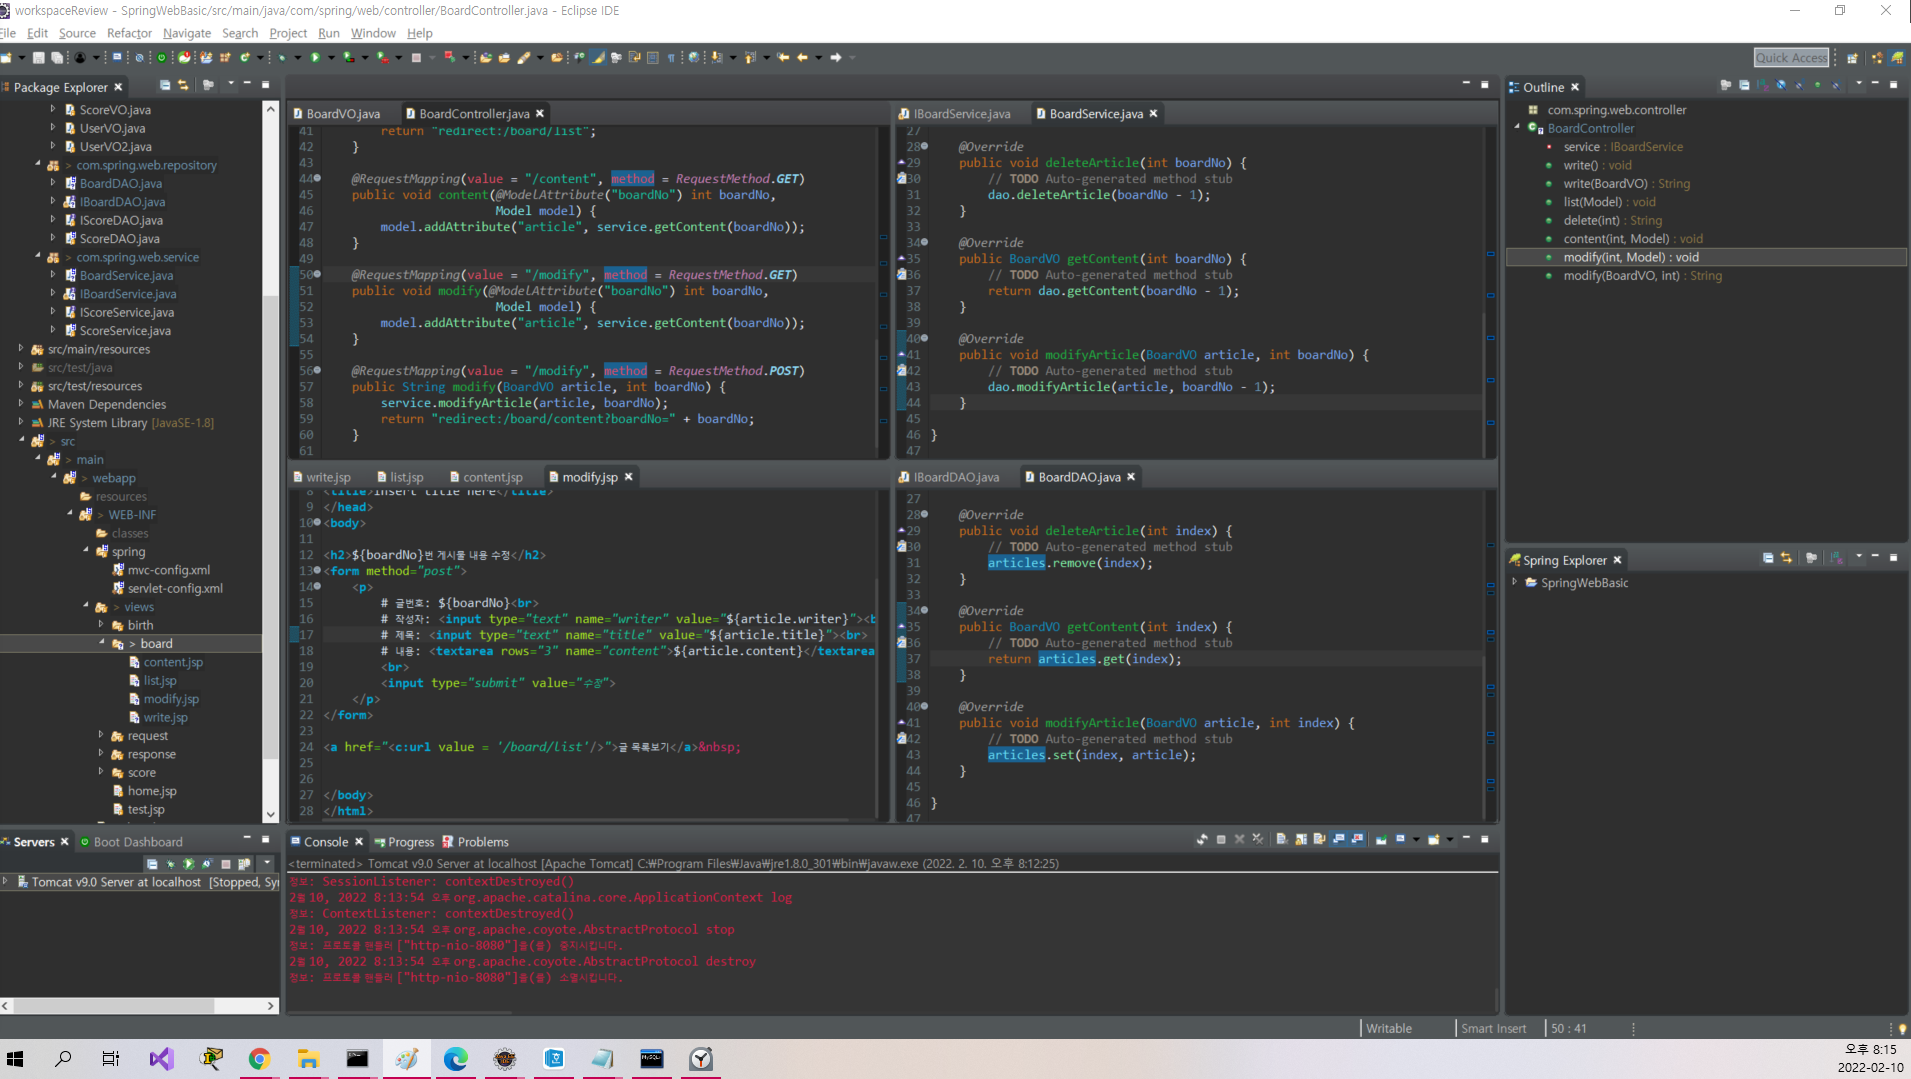 workspaceReview - SpringWebBasic/src/main/java/com/spring/web/controller/BoardController.java - Eclipse IDE
File Edit Source Refactor Navigate Search Project Run Window Help
Quick Access
Package Explorer
ScoreVO.java
UserVO.java
UserVO2.java
> com.spring.web.repository
BoardDAO.java
IBoardDAO.java
IScoreDAO.java
ScoreDAO.java
> com.spring.web.service
BoardService.java
IBoardService.java
IScoreService.java
ScoreService.java
src/main/resources
src/test/java
src/test/resources
Maven Dependencies
JRE System Library [JavaSE-1.8]
> src
> main
> webapp
resources
> WEB-INF
classes
spring
mvc-config.xml
servlet-config.xml
> views
birth
> board
content.jsp
list.jsp
modify.jsp
write.jsp
request
response
score
home.jsp
test.jsp
BoardVO.java BoardController.java
41 return "redirect:/board/list";
42 }
43
44 @RequestMapping(value = "/content", method = RequestMethod.GET)
45 public void content(@ModelAttribute("boardNo") int boardNo,
46 Model model) {
47 model.addAttribute("article", service.getContent(boardNo));
48 }
49
50 @RequestMapping(value = "/modify", method = RequestMethod.GET)
51 public void modify(@ModelAttribute("boardNo") int boardNo,
52 Model model) {
53 model.addAttribute("article", service.getContent(boardNo));
54 }
55
56 @RequestMapping(value = "/modify", method = RequestMethod.POST)
57 public String modify(BoardVO article, int boardNo) {
58 service.modifyArticle(article, boardNo);
59 return "redirect:/board/content?boardNo=" + boardNo;
60 }
61
IBoardService.java BoardService.java
27
28 @Override
29 public void deleteArticle(int boardNo) {
30 // TODO Auto-generated method stub
31 dao.deleteArticle(boardNo - 1);
32 }
33
34 @Override
35 public BoardVO getContent(int boardNo) {
36 // TODO Auto-generated method stub
37 return dao.getContent(boardNo - 1);
38 }
39
40 @Override
41 public void modifyArticle(BoardVO article, int boardNo) {
42 // TODO Auto-generated method stub
43 dao.modifyArticle(article, boardNo - 1);
44 }
45
46 }
47
write.jsp list.jsp content.jsp modify.jsp
8 <title>Insert title here</title>
9 </head>
10 <body>
11
12 <h2>${boardNo}번 게시물 내용 수정</h2>
13 <form method="post">
14 <p>
15 # 글번호: ${boardNo}<br>
16 # 작성자: <input type="text" name="writer" value="${article.writer}"><b
17 # 제목: <input type="text" name="title" value="${article.title}"><br>
18 # 내용: <textarea rows="3" name="content">${article.content}</textarea
19 <br>
20 <input type="submit" value="수정">
21 </p>
22 </form>
23
24 <a href="<c:url value = '/board/list'/>">글 목록보기</a>&nbsp;
25
26
27 </body>
28 </html>
IBoardDAO.java BoardDAO.java
27
28 @Override
29 public void deleteArticle(int index) {
30 // TODO Auto-generated method stub
31 articles.remove(index);
32 }
33
34 @Override
35 public BoardVO getContent(int index) {
36 // TODO Auto-generated method stub
37 return articles.get(index);
38 }
39
40 @Override
41 public void modifyArticle(BoardVO article, int index) {
42 // TODO Auto-generated method stub
43 articles.set(index, article);
44 }
45
46 }
47
Outline
com.spring.web.controller
BoardController
service : IBoardService
write() : void
write(BoardVO) : String
list(Model) : void
delete(int) : String
content(int, Model) : void
modify(int, Model) : void
modify(BoardVO, int) : String
Spring Explorer
SpringWebBasic
Servers Boot Dashboard
Tomcat v9.0 Server at localhost [Stopped, Syn
Console Progress Problems
<terminated> Tomcat v9.0 Server at localhost [Apache Tomcat] C:₩Program Files₩Java₩jre1.8.0_301₩bin₩javaw.exe (2022. 2. 10. 오후 8:12:25)
정보: SessionListener: contextDestroyed()
2월 10, 2022 8:13:54 오후 org.apache.catalina.core.ApplicationContext log
정보: ContextListener: contextDestroyed()
2월 10, 2022 8:13:54 오후 org.apache.coyote.AbstractProtocol stop
정보: 프로토콜 핸들러 ["http-nio-8080"]을(를) 중지시킵니다.
2월 10, 2022 8:13:54 오후 org.apache.coyote.AbstractProtocol destroy
정보: 프로토콜 핸들러 ["http-nio-8080"]을(를) 소멸시킵니다.
Writable Smart Insert 50 : 41
오후 8:15
2022-02-10